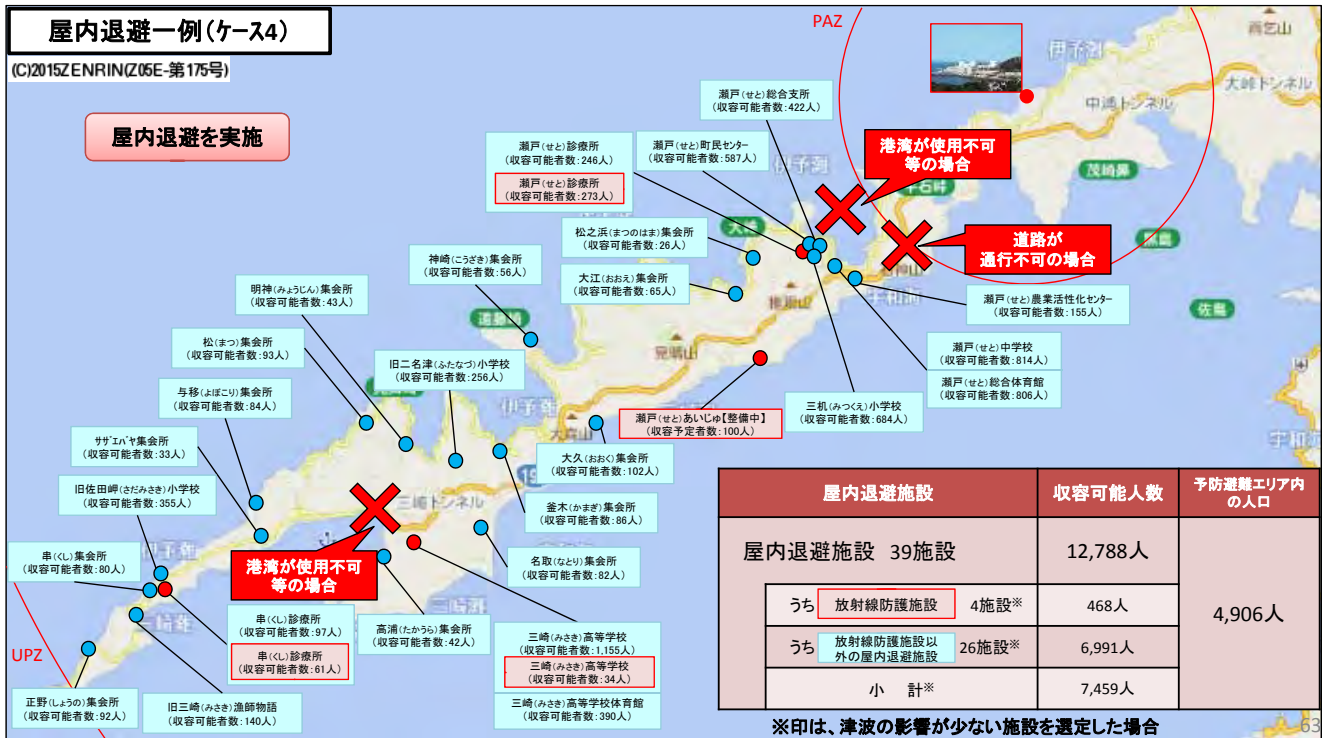 屋内退避一例(ケース4)
(C)2015ZENRIN(Z05E-第175号)
屋内退避を実施
PAZ
瀬戸(せと)総合支所
(収容可能者数:422人)
瀬戸(せと)診療所
(収容可能者数:246人)
瀬戸(せと)診療所
(収容可能者数:273人)
瀬戸(せと)町民センター
(収容可能者数:587人)
港湾が使用不可
等の場合
道路が
通行不可の場合
松之浜(まつのはま)集会所
(収容可能者数:26人)
大江(おおえ)集会所
(収容可能者数:65人)
神崎(こうざき)集会所
(収容可能者数:56人)
明神(みょうじん)集会所
(収容可能者数:43人)
松(まつ)集会所
(収容可能者数:93人)
旧二名津(ふたなづ)小学校
(収容可能者数:256人)
与移(よぼこり)集会所
(収容可能者数:84人)
サザエバヤ集会所
(収容可能者数:33人)
旧佐田岬(さだみさき)小学校
(収容可能者数:355人)
串(くし)集会所
(収容可能者数:80人)
瀬戸(せと)農業活性化センター
(収容可能者数:155人)
瀬戸(せと)中学校
(収容可能者数:814人)
瀬戸(せと)総合体育館
(収容可能者数:806人)
三机(みつくえ)小学校
(収容可能者数:684人)
瀬戸(せと)あいじゅ【整備中】
(収容予定者数:100人)
大久(おおく)集会所
(収容可能者数:102人)
釜木(かまぎ)集会所
(収容可能者数:86人)
名取(なとり)集会所
(収容可能者数:82人)
港湾が使用不可
等の場合
串(くし)診療所
(収容可能者数:97人)
串(くし)診療所
(収容可能者数:61人)
高浦(たかうら)集会所
(収容可能者数:42人)
三崎(みさき)高等学校
(収容可能者数:1,155人)
三崎(みさき)高等学校
(収容可能者数:34人)
三崎(みさき)高等学校体育館
(収容可能者数:390人)
UPZ
正野(しょうの)集会所
(収容可能者数:92人)
旧三崎(みさき)漁師物語
(収容可能者数:140人)
伊予灘
中浦トンネル
大峠トンネル
茂崎鼻
佐島
見晴山
三崎トンネル
屋内退避施設 収容可能人数 予防避難エリア内
の人口
屋内退避施設 39施設 12,788人 4,906人
うち 放射線防護施設 4施設※ 468人
うち 放射線防護施設以
外の屋内退避施設 26施設※ 6,991人
小 計※ 7,459人
※印は、津波の影響が少ない施設を選定した場合
63